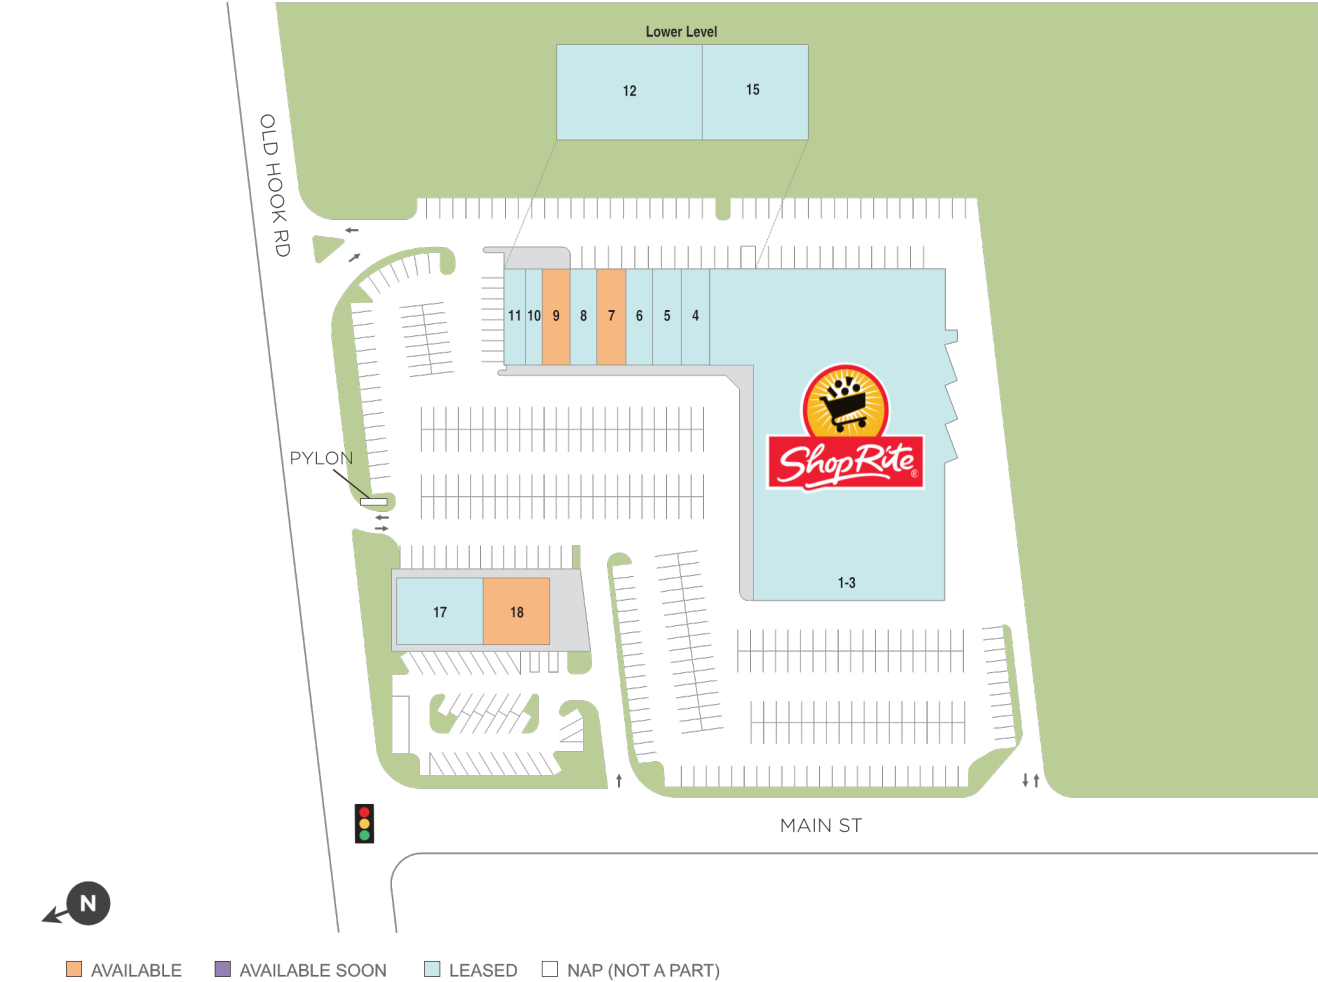 Lower Level
12
15
OLD HOOK RD
11
10
9
8
7
6
5
4
ShopRite®
PYLON
1-3
17
18
MAIN ST
N
AVAILABLE
AVAILABLE SOON
LEASED
NAP (NOT A PART)